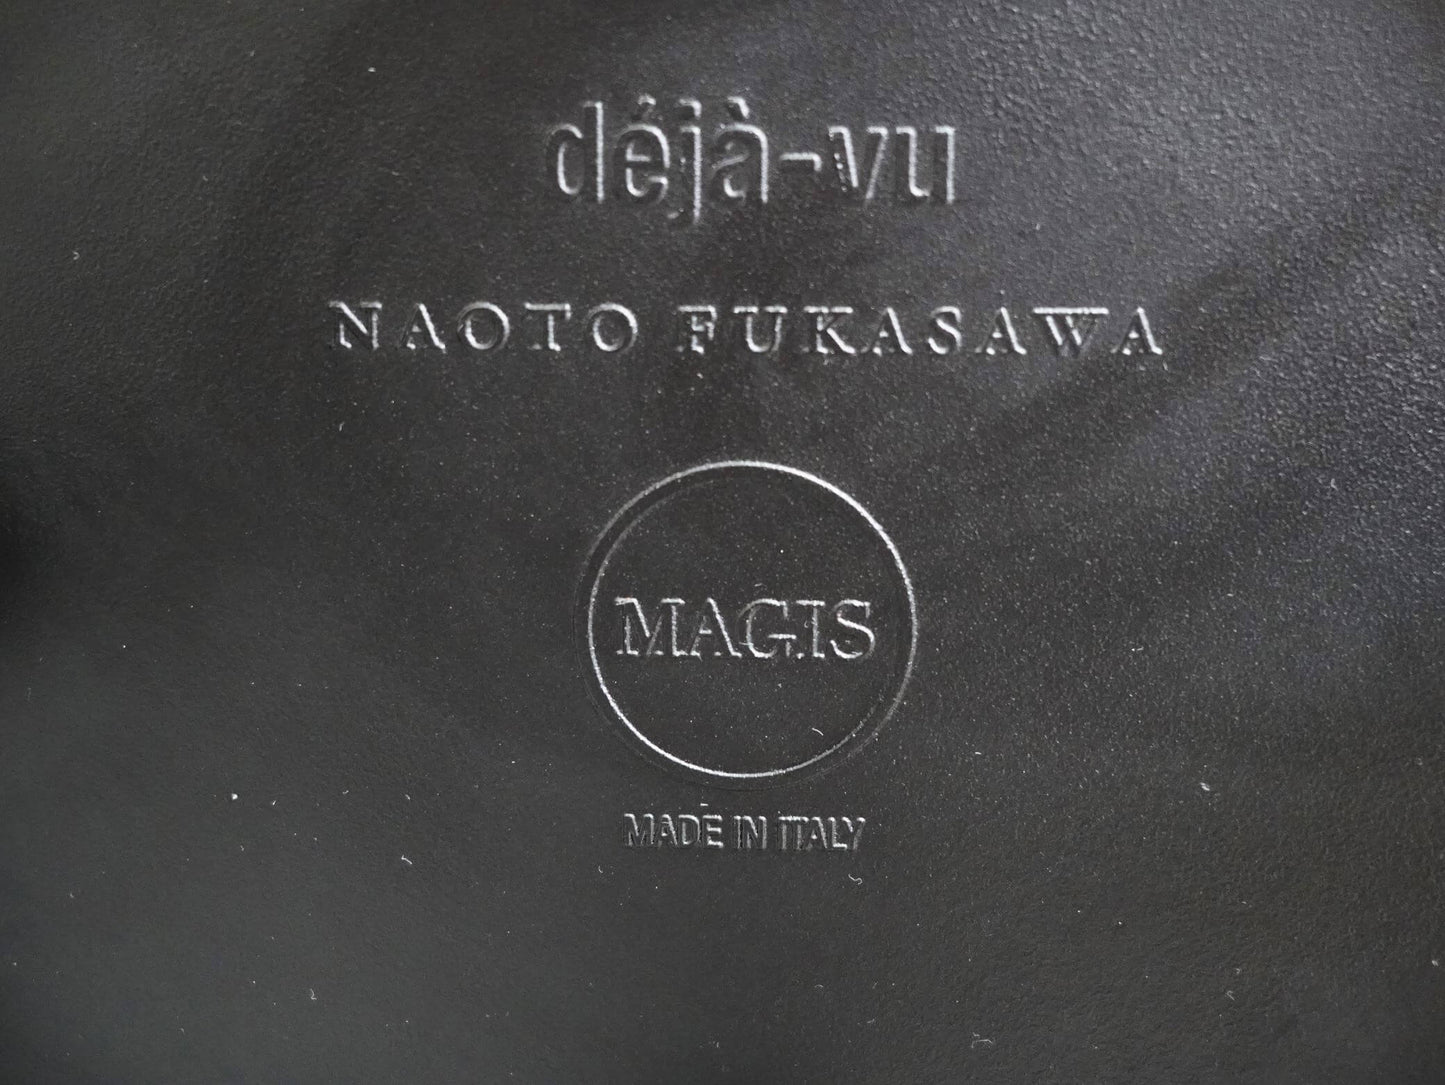 déjà-vu
NAOTO FUKASAWA
MAGIS
MADE IN ITALY